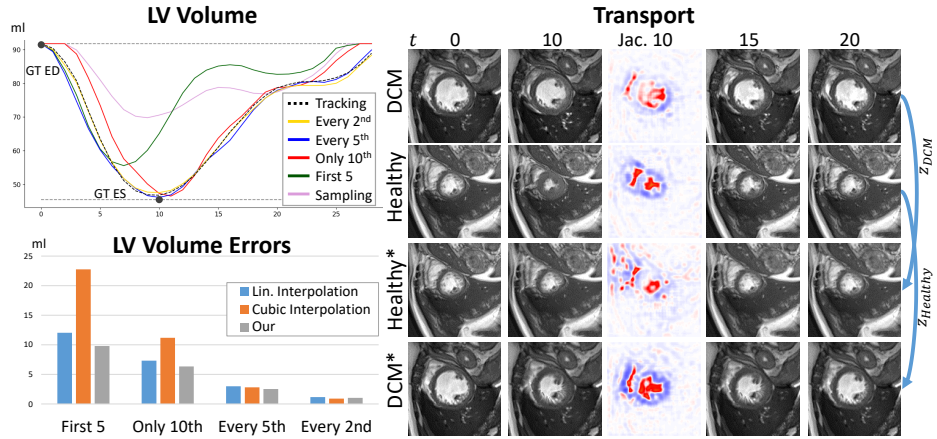 LV Volume
ml
90
80
70
60
50
0
5
10
15
20
25
GT ED
GT ES
Tracking
Every 2nd
Every 5th
Only 10th
First 5
Sampling
LV Volume Errors
ml
25
20
15
10
5
0
Lin. Interpolation
Cubic Interpolation
Our
First 5
Only 10th
Every 5th
Every 2nd
Transport
t 0 10 Jac. 10 15 20
DCM
Healthy
Healthy*
DCM*
zDCM
zHealthy